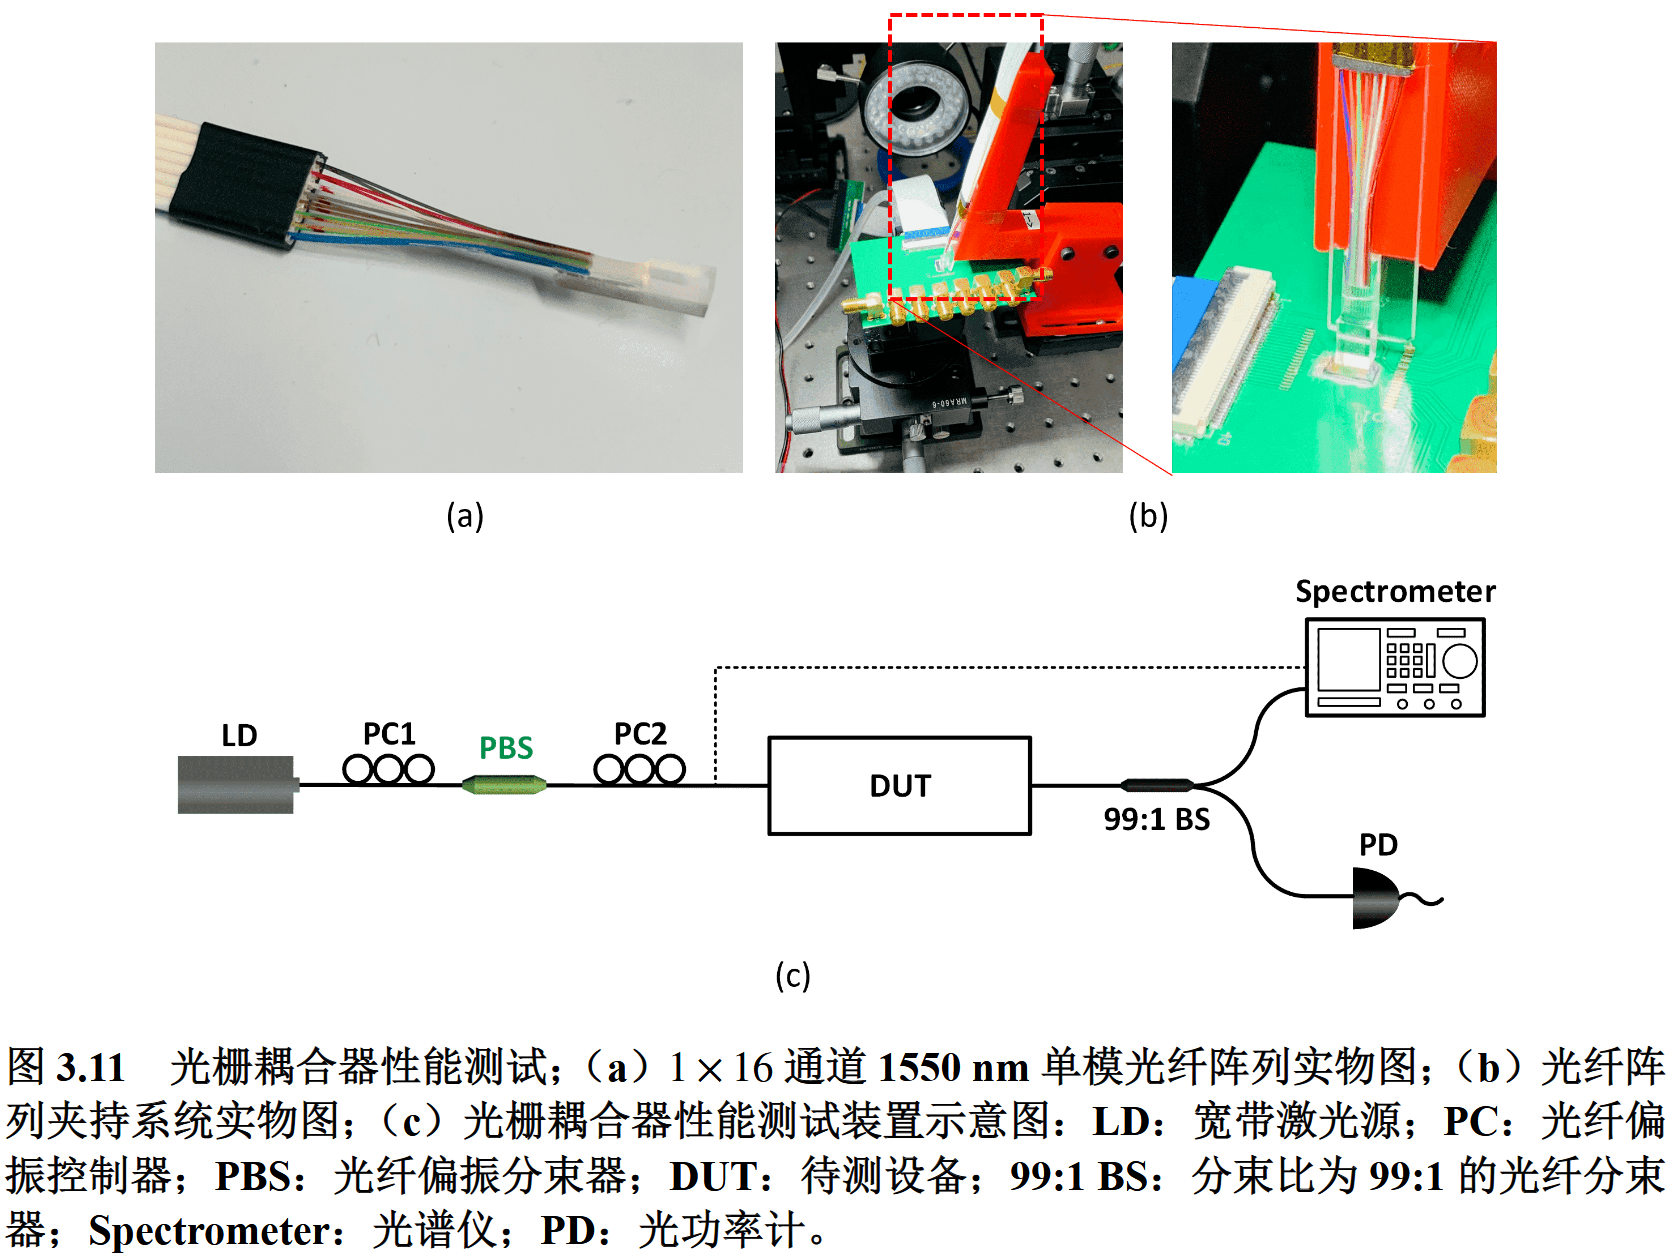 1->
MRA60-6
(a)
(b)
Spectrometer
LD
PC1
PBS
PC2
DUT
99:1 BS
PD
(c)
图 3.11 光栅耦合器性能测试；（a）1 × 16 通道 1550 nm 单模光纤阵列实物图；（b）光纤阵
列夹持系统实物图；（c）光栅耦合器性能测试装置示意图：LD：宽带激光源；PC：光纤偏
振控制器；PBS：光纤偏振分束器；DUT：待测设备；99:1 BS：分束比为 99:1 的光纤分束
器；Spectrometer：光谱仪；PD：光功率计。